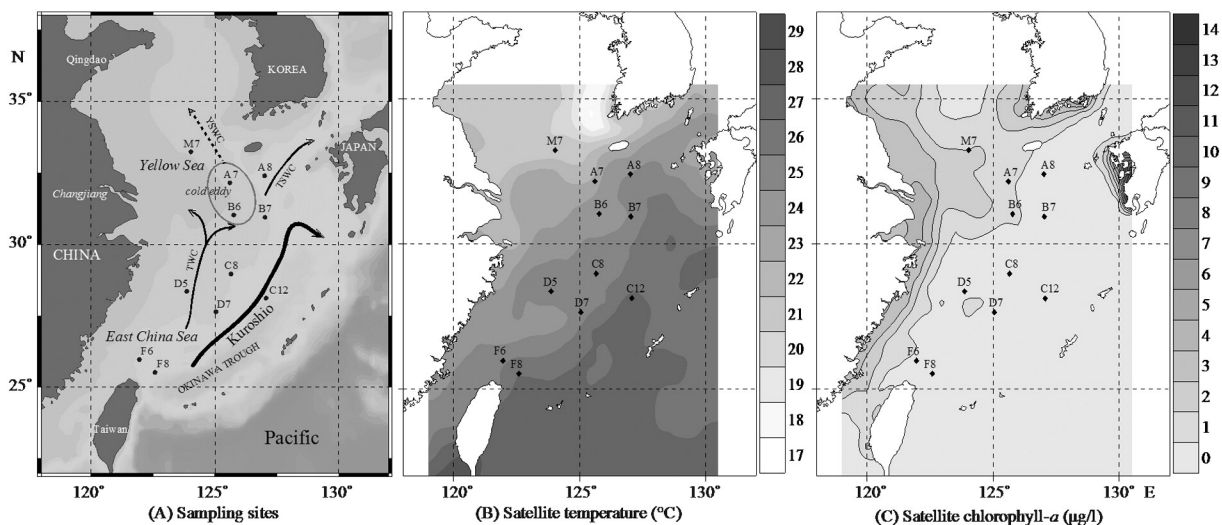 N
Qingdao
KOREA
35°
YSWC
M7
JAPAN
Yellow Sea
A7
A8
TSWC
cold eddy
Changjiang
B6
B7
30°
CHINA
TWC
C8
D5
C12
D7
Kuroshio
East China Sea
F6
F8
OKINAWA TROUGH
25°
Taiwan
Pacific
120°
125°
130°
(A) Sampling sites
M7
A7
A8
B6
B7
C8
D5
C12
D7
F6
F8
29
28
27
26
25
24
23
22
21
20
19
18
17
120°
125°
130°
(B) Satellite temperature (°C)
M7
A7
A8
B6
B7
C8
D5
C12
D7
F6
F8
14
13
12
11
10
9
8
7
6
5
4
3
2
1
0
120°
125°
130°
E
(C) Satellite chlorophyll-a (µg/l)